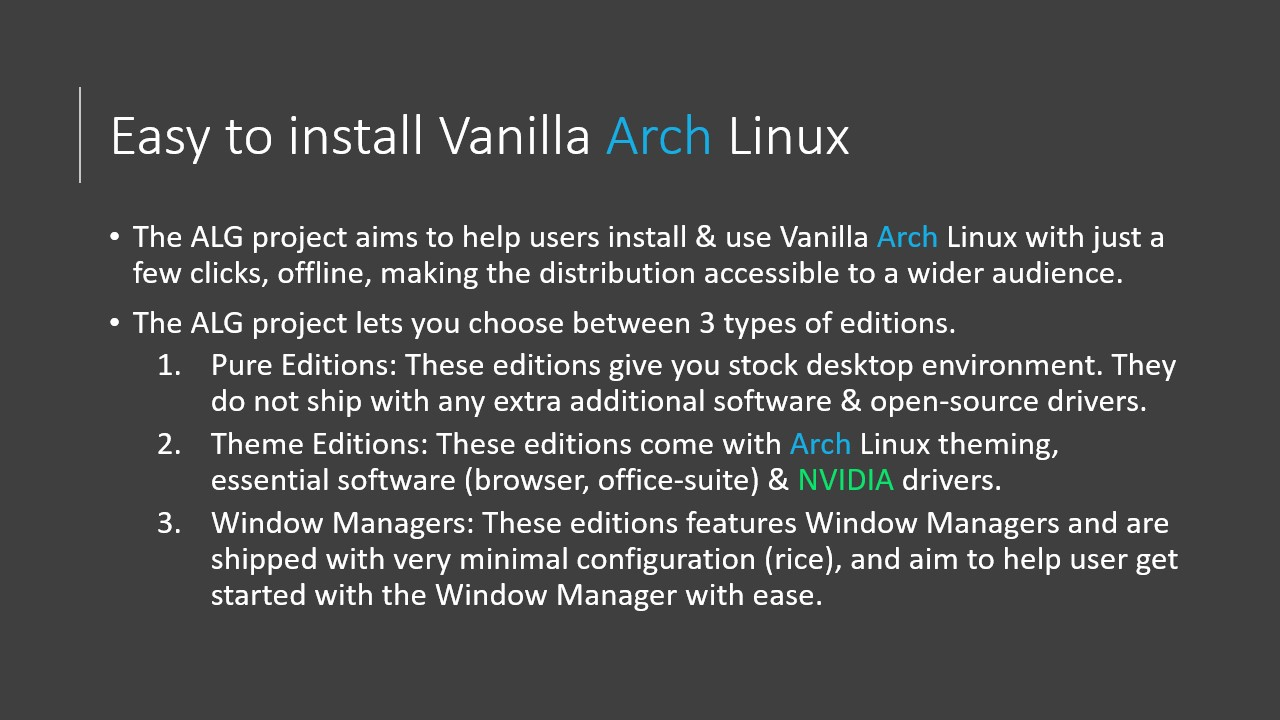 Easy to install Vanilla Arch Linux
• The ALG project aims to help users install & use Vanilla Arch Linux with just a
few clicks, offline, making the distribution accessible to a wider audience.
• The ALG project lets you choose between 3 types of editions.
1. Pure Editions: These editions give you stock desktop environment. They
do not ship with any extra additional software & open-source drivers.
2. Theme Editions: These editions come with Arch Linux theming,
essential software (browser, office-suite) & NVIDIA drivers.
3. Window Managers: These editions features Window Managers and are
shipped with very minimal configuration (rice), and aim to help user get
started with the Window Manager with ease.